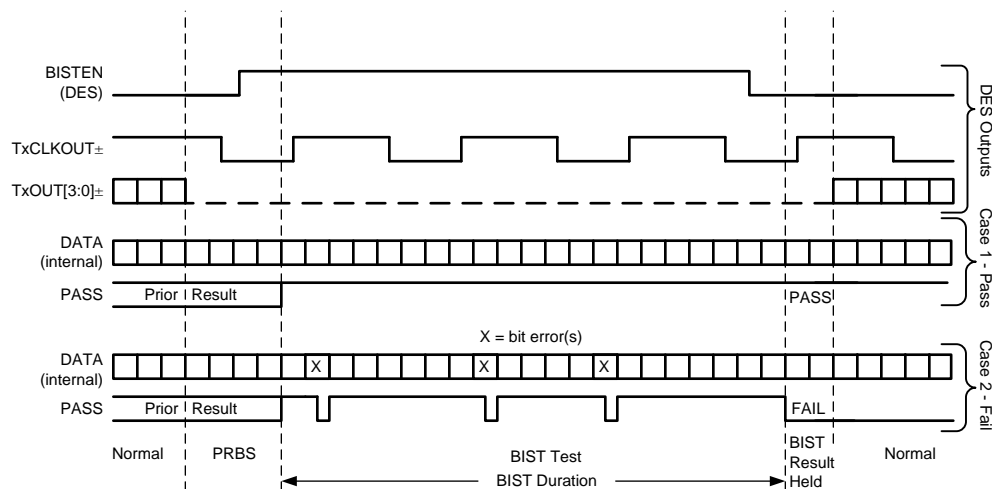 BISTEN
(DES)
TxCLKOUT±
TxOUT[3:0]±
DES Outputs
DATA
(internal)
PASS
Prior Result
PASS
Case 1 - Pass
X = bit error(s)
DATA
(internal)
X
X
X
PASS
Prior Result
FAIL
Case 2 - Fail
Normal
PRBS
BIST Test
BIST Duration
BIST
Result
Held
Normal